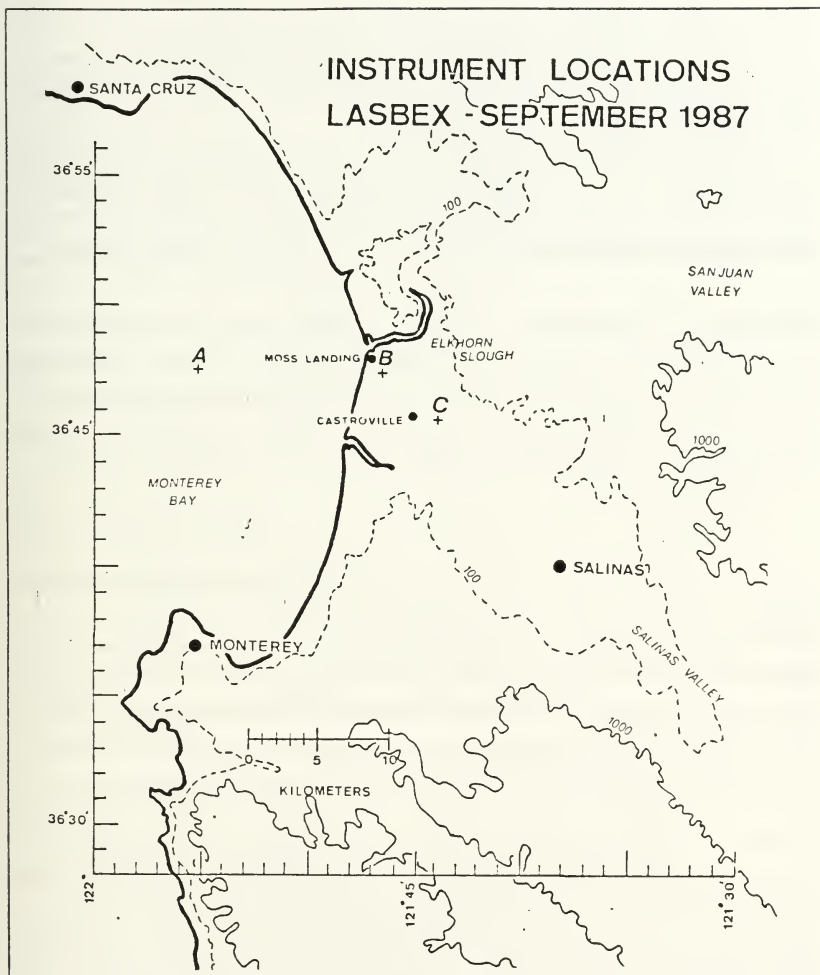 INSTRUMENT LOCATIONS
LASBEX - SEPTEMBER 1987
SANTA CRUZ
36°55'
100
SAN JUAN
VALLEY
A
MOSS LANDING
B
ELKHORN
SLOUGH
CASTROVILLE
C
36°45'
1000
MONTEREY
BAY
100
SALINAS
MONTEREY
SALINAS VALLEY
1000
0 5 10
KILOMETERS
36°30'
122°
121°45'
121°30'